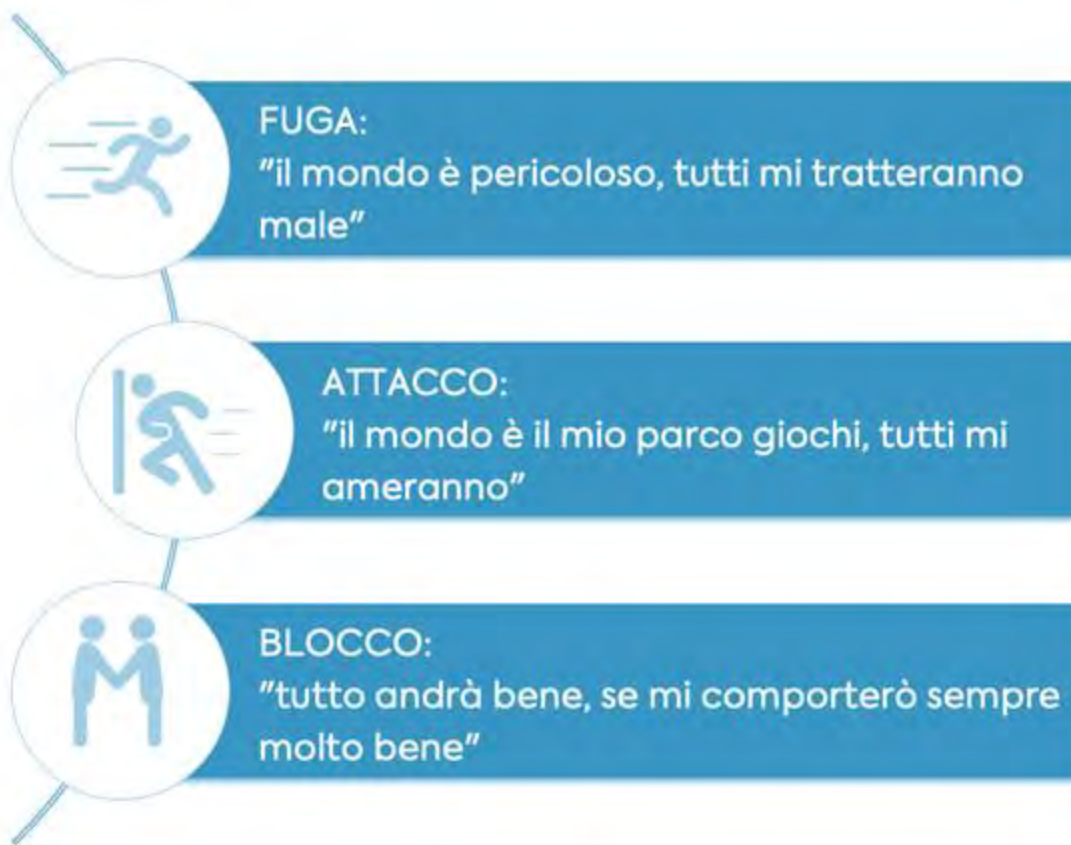 FUGA:
"il mondo è pericoloso, tutti mi tratteranno
male"
ATTACCO:
"il mondo è il mio parco giochi, tutti mi
ameranno"
BLOCCO:
"tutto andrà bene, se mi comporterò sempre
molto bene"